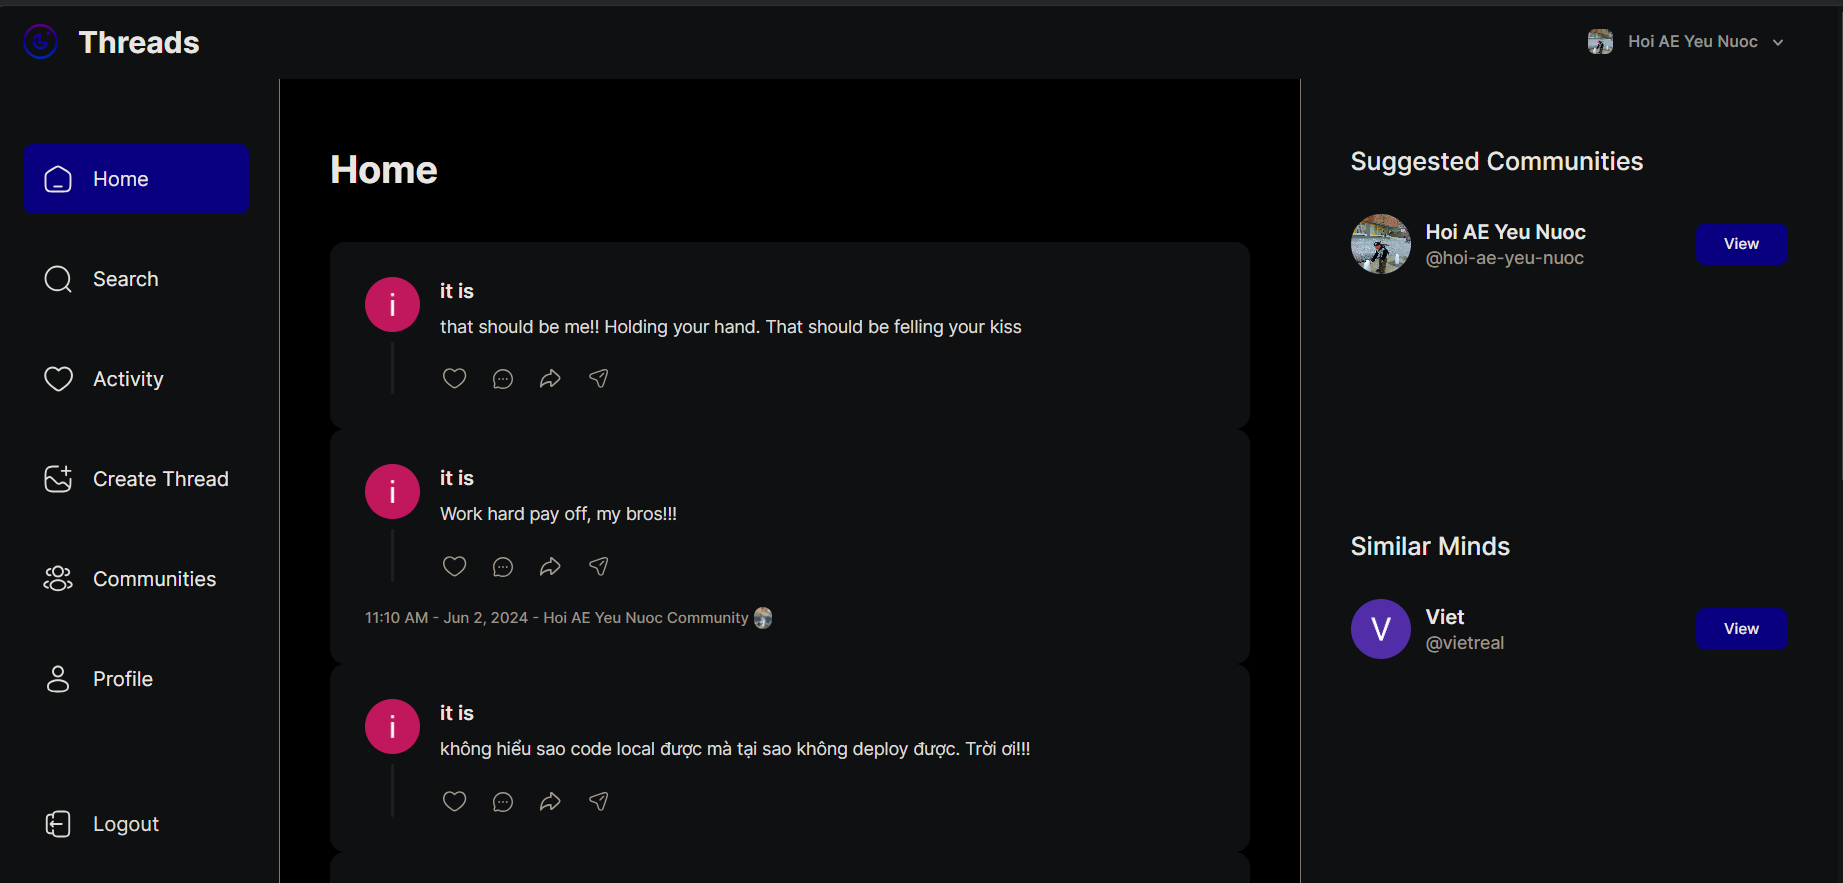 Threads
Hoi AE Yeu Nuoc
Home
Search
Activity
Create Thread
Communities
Profile
Logout
Home
i
it is
that should be me!! Holding your hand. That should be felling your kiss
i
it is
Work hard pay off, my bros!!!
11:10 AM - Jun 2, 2024 - Hoi AE Yeu Nuoc Community
i
it is
không hiểu sao code local được mà tại sao không deploy được. Trời ơi!!!
Suggested Communities
Hoi AE Yeu Nuoc
@hoi-ae-yeu-nuoc
View
Similar Minds
V
Viet
@vietreal
View